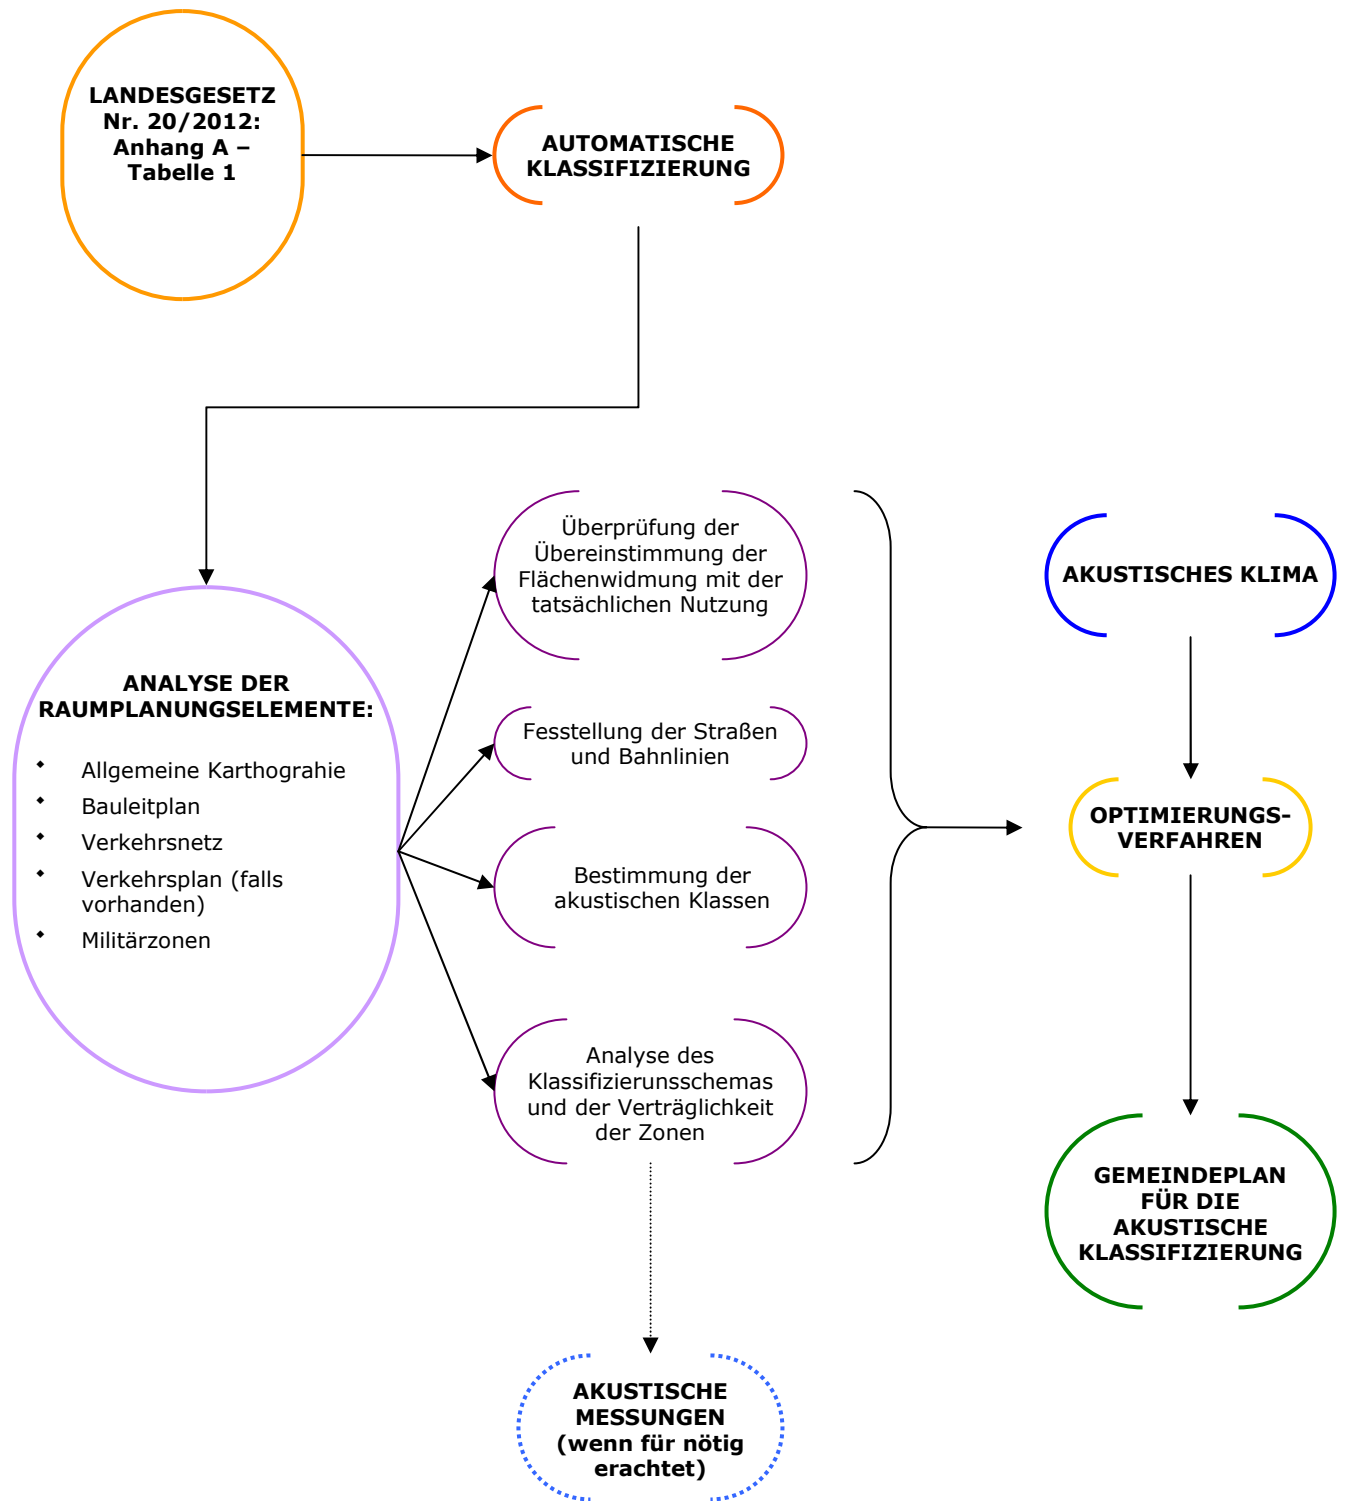 LANDESGESETZ
Nr. 20/2012:
Anhang A –
Tabelle 1
AUTOMATISCHE
KLASSIFIZIERUNG
ANALYSE DER
RAUMPLANUNGSELEMENTE:
Allgemeine Karthograhie
Bauleitplan
Verkehrsnetz
Verkehrsplan (falls
vorhanden)
Militärzonen
Überprüfung der
Übereinstimmung der
Flächenwidmung mit der
tatsächlichen Nutzung
Fesstellung der Straßen
und Bahnlinien
Bestimmung der
akustischen Klassen
Analyse des
Klassifizierunsschemas
und der Verträglichkeit
der Zonen
AKUSTISCHE
MESSUNGEN
(wenn für nötig
erachtet)
AKUSTISCHES KLIMA
OPTIMIERUNGS-
VERFAHREN
GEMEINDEPLAN
FÜR DIE
AKUSTISCHE
KLASSIFIZIERUNG